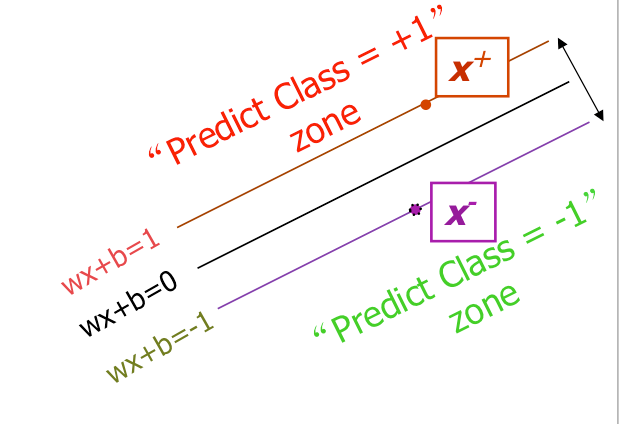 “Predict Class = +1”
zone
x+
wx+b=1
wx+b=0
wx+b=-1
x-
“Predict Class = -1”
zone